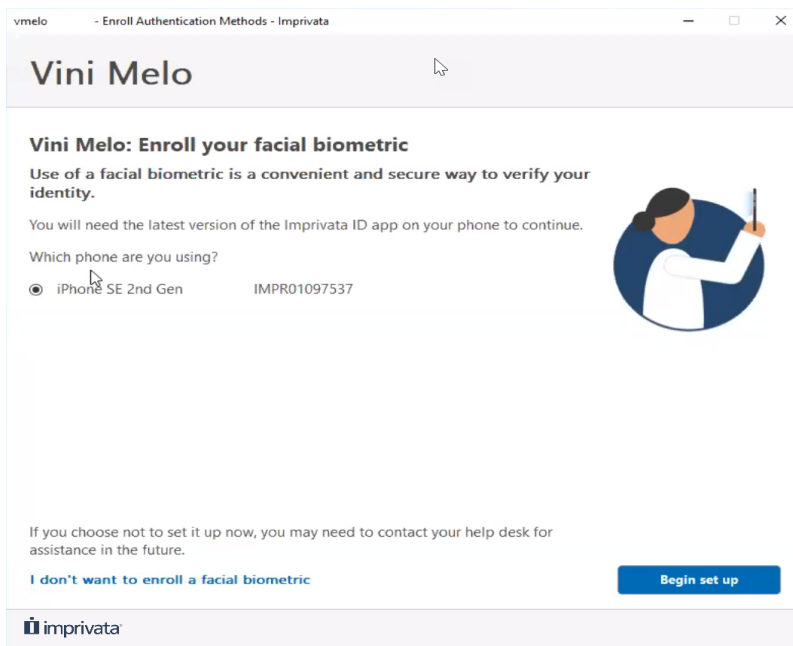 vmelo - Enroll Authentication Methods - Imprivata
Vini Melo
Vini Melo: Enroll your facial biometric
Use of a facial biometric is a convenient and secure way to verify your
identity.
You will need the latest version of the Imprivata ID app on your phone to continue.
Which phone are you using?
iPhone SE 2nd Gen IMPR01097537
If you choose not to set it up now, you may need to contact your help desk for
assistance in the future.
I don't want to enroll a facial biometric
Begin set up
imprivata